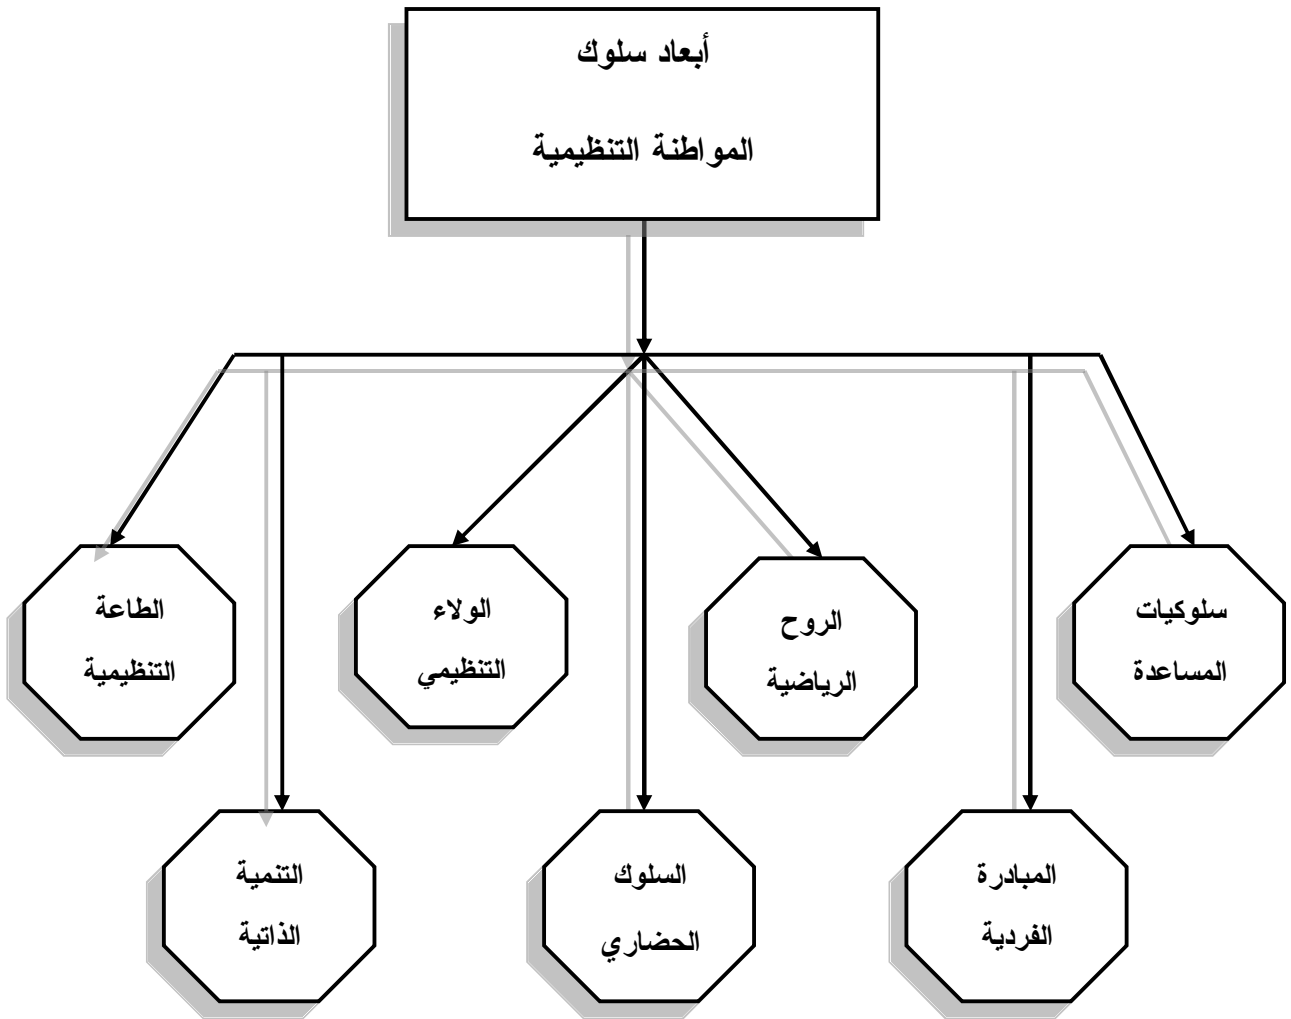 أبعاد سلوك
المواطنة التنظيمية
سلوكيات
المساعدة
الروح
الرياضية
الولاء
التنظيمي
الطاعة
التنظيمية
المبادرة
الفردية
السلوك
الحضاري
التنمية
الذاتية